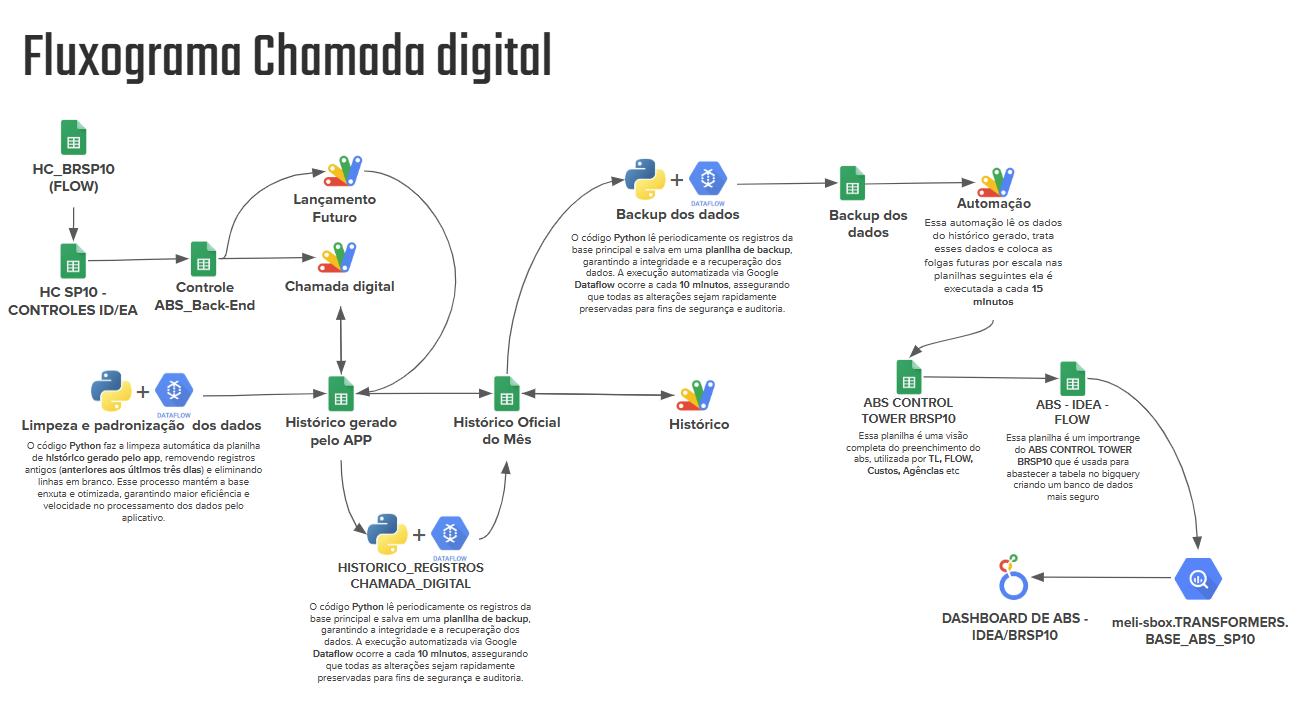 Fluxograma Chamada digital
HC_BRSP10
(FLOW)
HC SP10 -
CONTROLES ID/EA
Controle
ABS_Back-End
Lançamento
Futuro
Chamada digital
+
DATAFLOW
Limpeza e padronização dos dados
O código Python faz a limpeza automática da planilha
de histórico gerado pelo app, removendo registros
antigos (anteriores aos últimos três dias) e eliminando
linhas em branco. Esse processo mantém a base
enxuta e otimizada, garantindo maior eficiência e
velocidade no processamento dos dados pelo
aplicativo.
Histórico gerado
pelo APP
Histórico Oficial
do Mês
Histórico
+
DATAFLOW
HISTORICO_REGISTROS
CHAMADA_DIGITAL
O código Python lê periodicamente os registros da
base principal e salva em uma planilha de backup,
garantindo a integridade e a recuperação dos
dados. A execução automatizada via Google
Dataflow ocorre a cada 10 minutos, assegurando
que todas as alterações sejam rapidamente
preservadas para fins de segurança e auditoria.
+
DATAFLOW
Backup dos dados
O código Python lê periodicamente os registros da
base principal e salva em uma planilha de backup,
garantindo a integridade e a recuperação dos
dados. A execução automatizada via Google
Dataflow ocorre a cada 10 minutos, assegurando
que todas as alterações sejam rapidamente
preservadas para fins de segurança e auditoria.
Backup dos
dados
Automação
Essa automação lê os dados
do histórico gerado, trata
esses dados e coloca as
folgas futuras por escala nas
planilhas seguintes ela é
executada a cada 15
minutos
ABS CONTROL
TOWER BRSP10
Essa planilha é uma visão
completa do preenchimento do
abs, utilizada por TL, FLOW,
Custos, Agências etc
ABS - IDEA -
FLOW
Essa planilha é um importrange
do ABS CONTROL TOWER
BRSP10 que é usada para
abastecer a tabela no bigquery
criando um banco de dados
mais seguro
DASHBOARD DE ABS -
IDEA/BRSP10
meli-sbox.TRANSFORMERS.
BASE_ABS_SP10